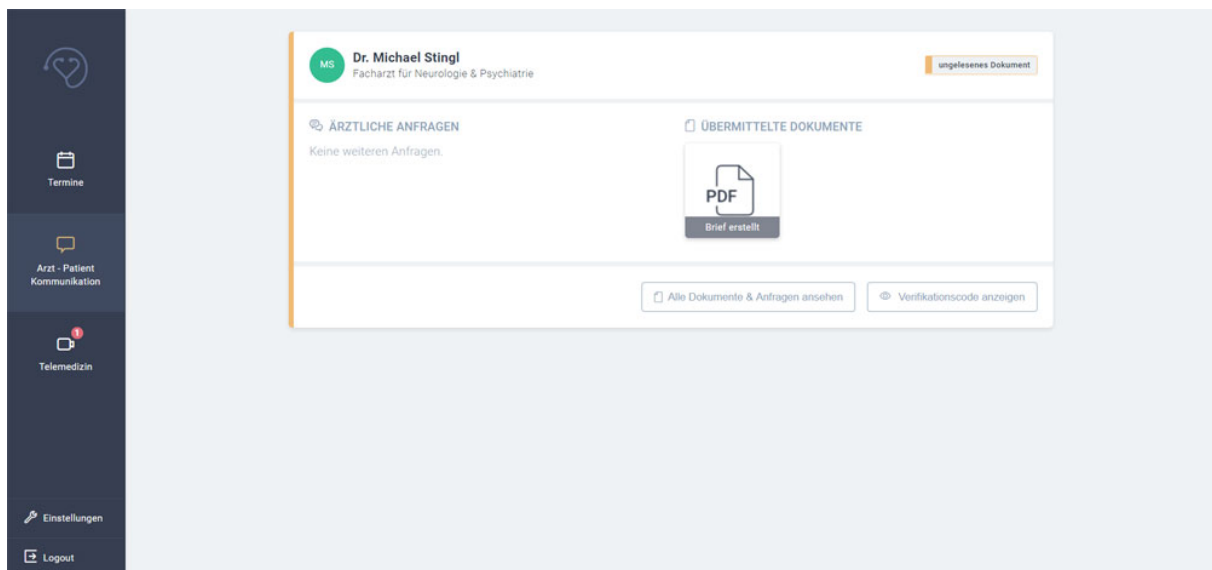 Termine
Arzt - Patient
Kommunikation
1
Telemedizin
Einstellungen
Logout
MS
Dr. Michael Stingl
Facharzt für Neurologie & Psychiatrie
ungelesenes Dokument
ÄRZTLICHE ANFRAGEN
Keine weiteren Anfragen.
ÜBERMITTELTE DOKUMENTE
PDF
Brief erstellt
Alle Dokumente & Anfragen ansehen
Verifikationscode anzeigen